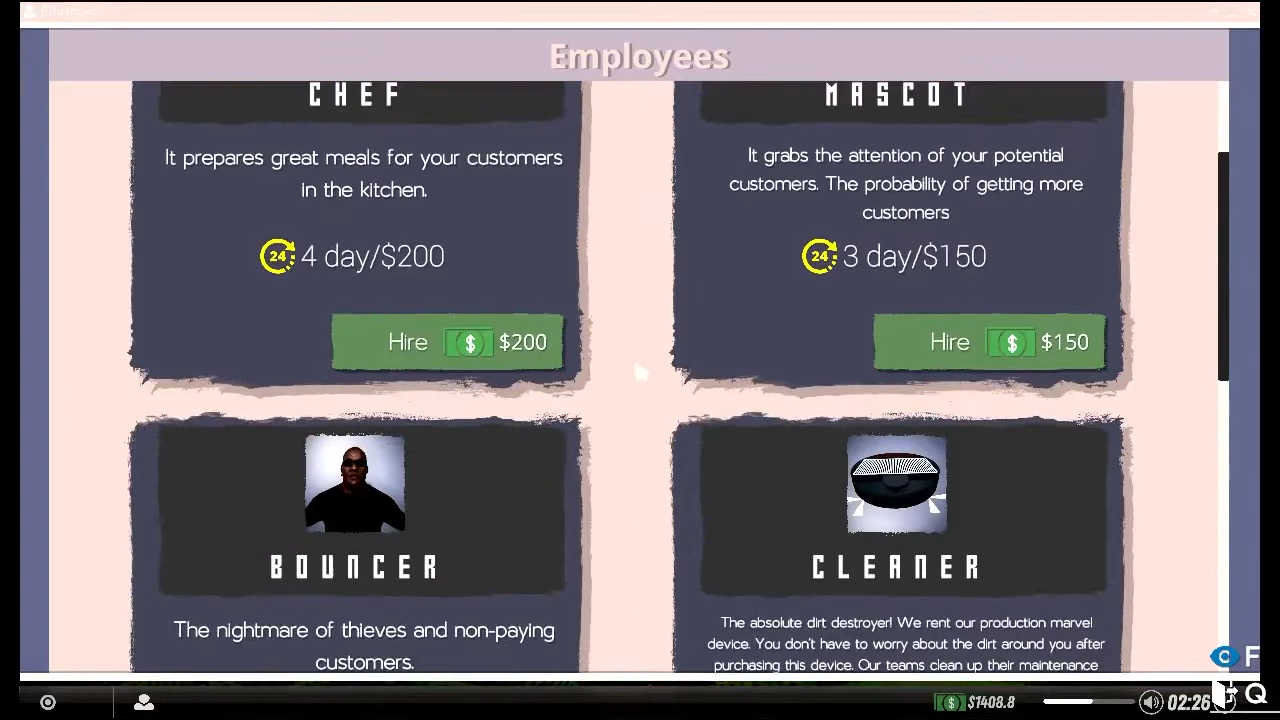 Employees
CHEF
It prepares great meals for your customers
in the kitchen.
24 4 day/$200
Hire $ $200
MASCOT
It grabs the attention of your potential
customers. The probability of getting more
customers
24 3 day/$150
Hire $ $150
BOUNCER
The nightmare of thieves and non-paying
customers.
CLEANER
The absolute dirt destroyer! We rent our production marvel
device. You don't have to worry about the dirt around you after
purchasing this device. Our teams clean up their maintenance
F
$ $1408.8
02:26
Q